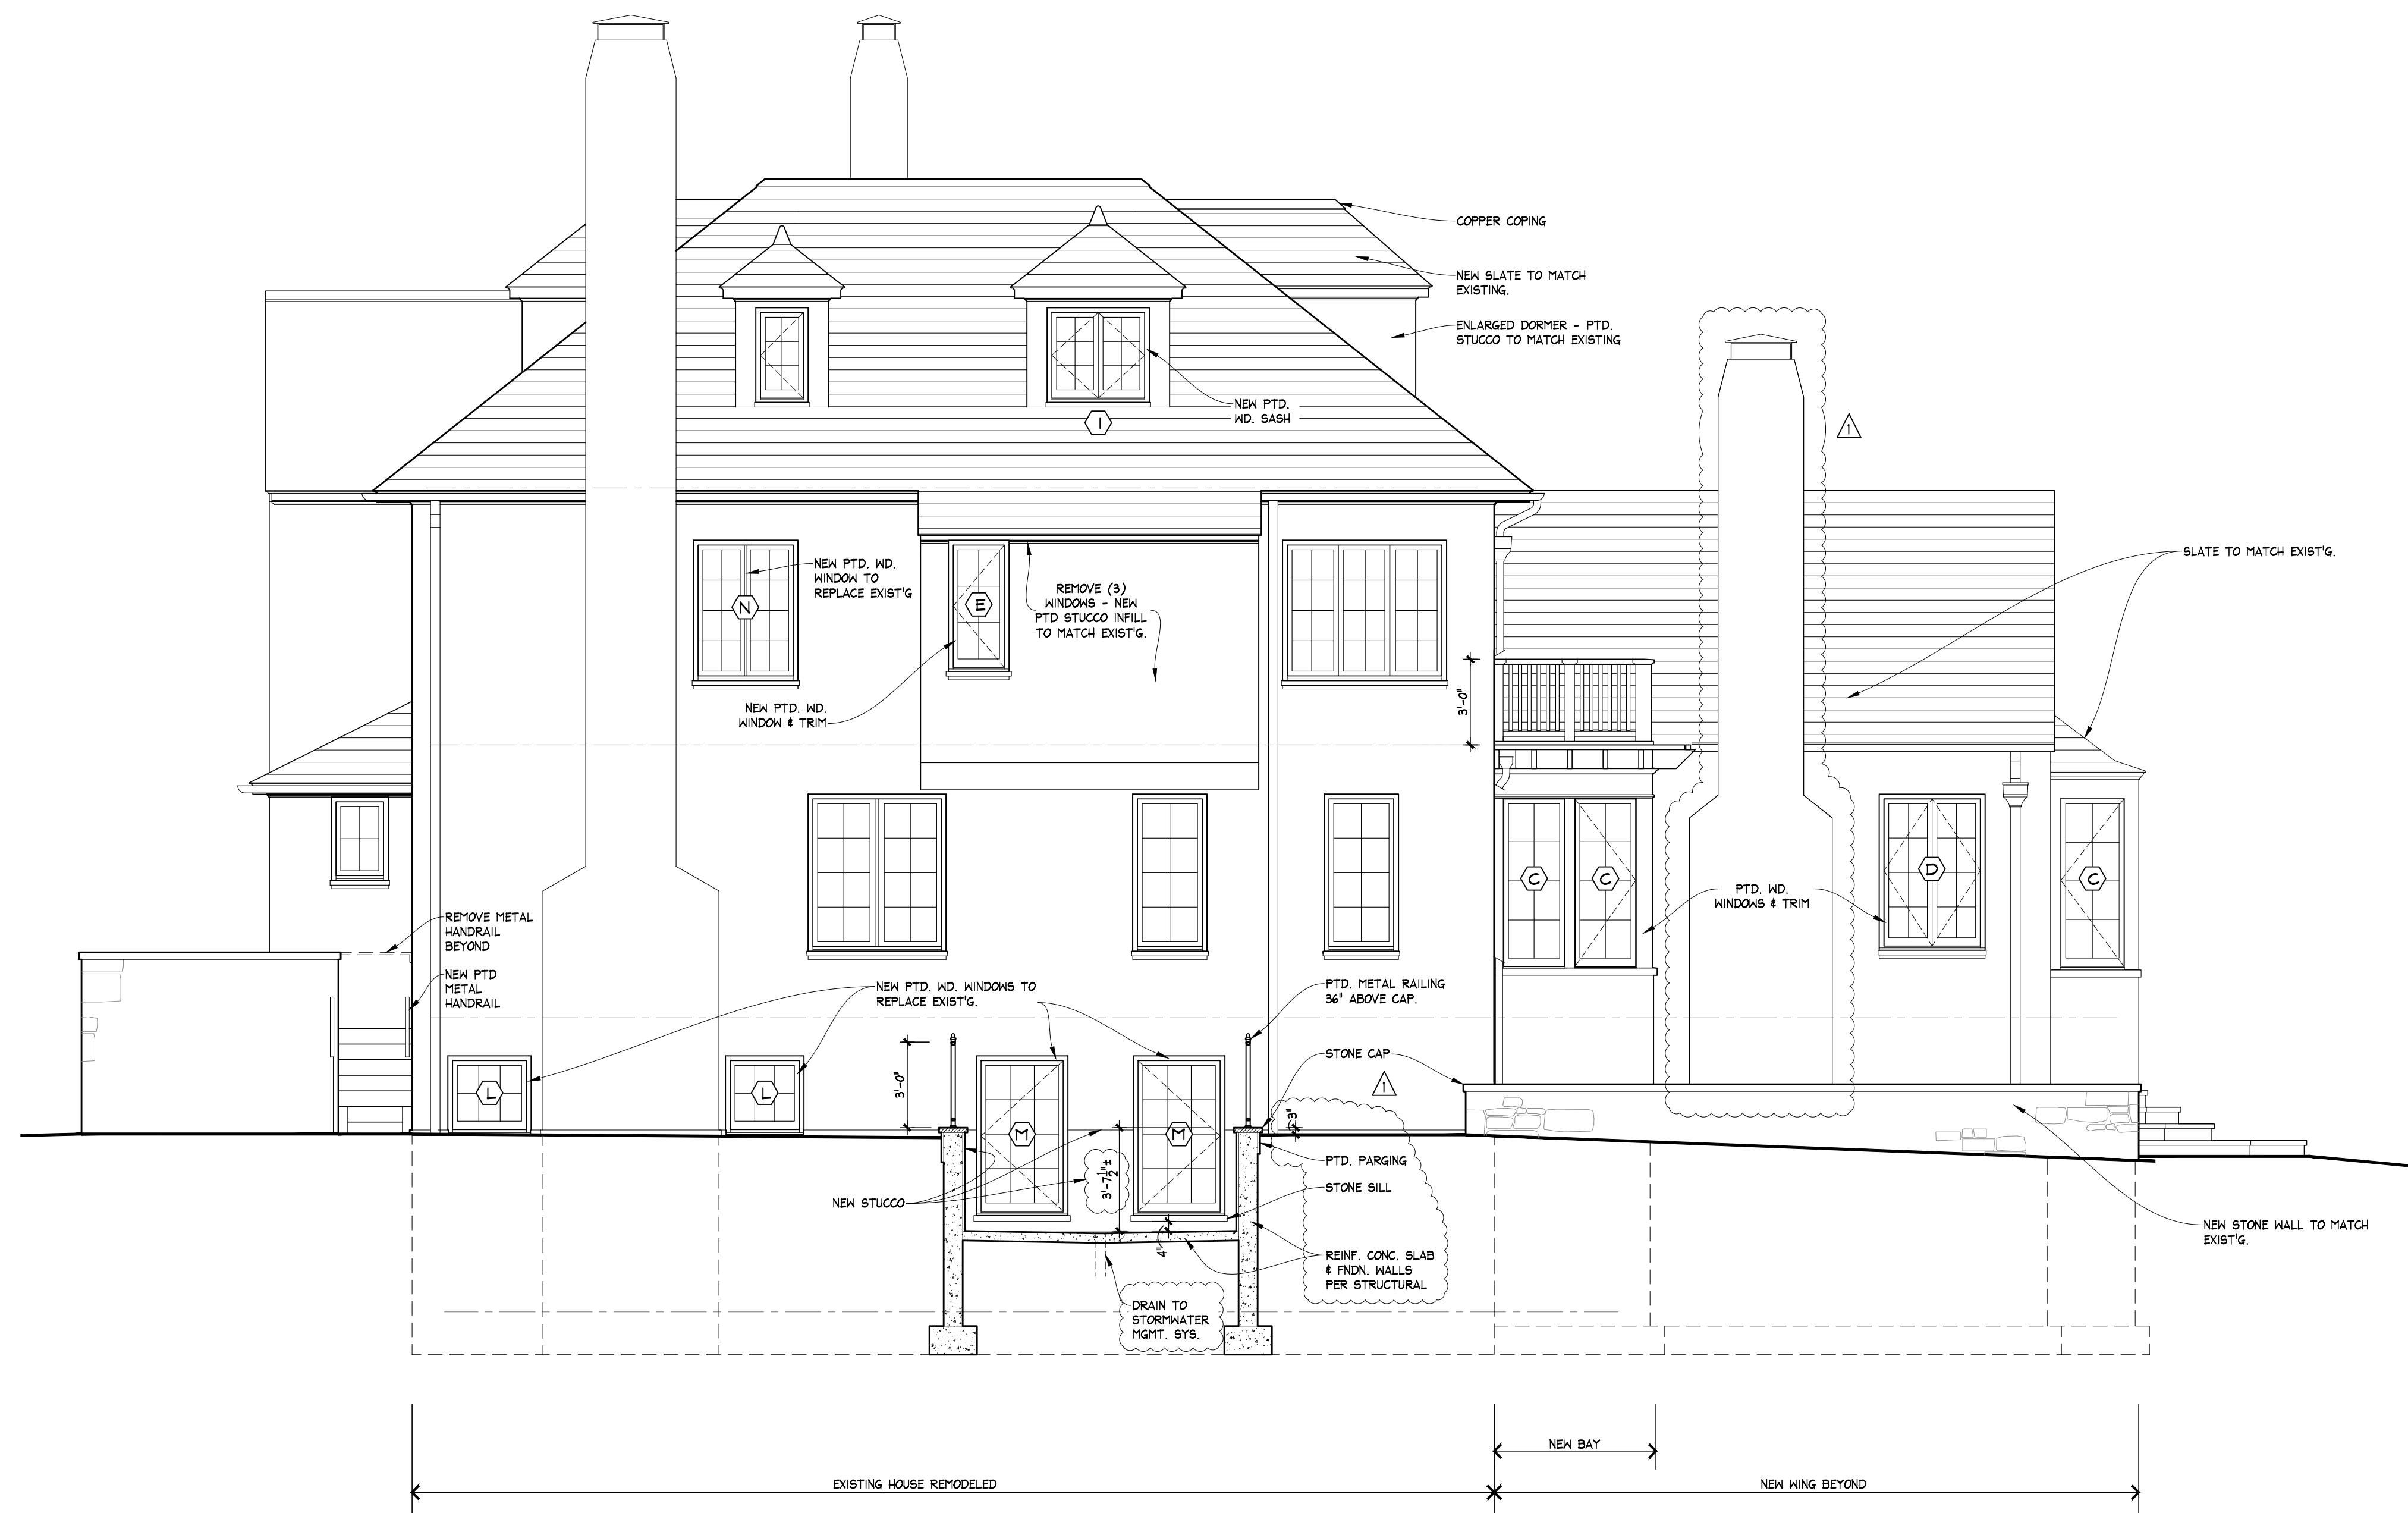 COPPER COPING
NEW SLATE TO MATCH
EXISTING.
ENLARGED DORMER - PTD.
STUCCO TO MATCH EXISTING
NEW PTD.
WD. SASH
I
1
SLATE TO MATCH EXIST'G.
NEW PTD. WD.
WINDOW TO
REPLACE EXIST'G
N
E
REMOVE (3)
WINDOWS - NEW
PTD STUCCO INFILL
TO MATCH EXIST'G.
NEW PTD. WD.
WINDOW & TRIM
3'-0"
C
C
D
C
PTD. WD.
WINDOWS & TRIM
REMOVE METAL
HANDRAIL
BEYOND
NEW PTD
METAL
HANDRAIL
NEW PTD. WD. WINDOWS TO
REPLACE EXIST'G.
PTD. METAL RAILING
36" ABOVE CAP.
STONE CAP
1
L
L
3'-0"
M
M
3"
3'-7 1/2" ±
PTD. PARGING
STONE SILL
NEW STUCCO
4"
REINF. CONC. SLAB
& FNDN. WALLS
PER STRUCTURAL
DRAIN TO
STORMWATER
MGMT. SYS.
NEW STONE WALL TO MATCH
EXIST'G.
NEW BAY
EXISTING HOUSE REMODELED
NEW WING BEYOND